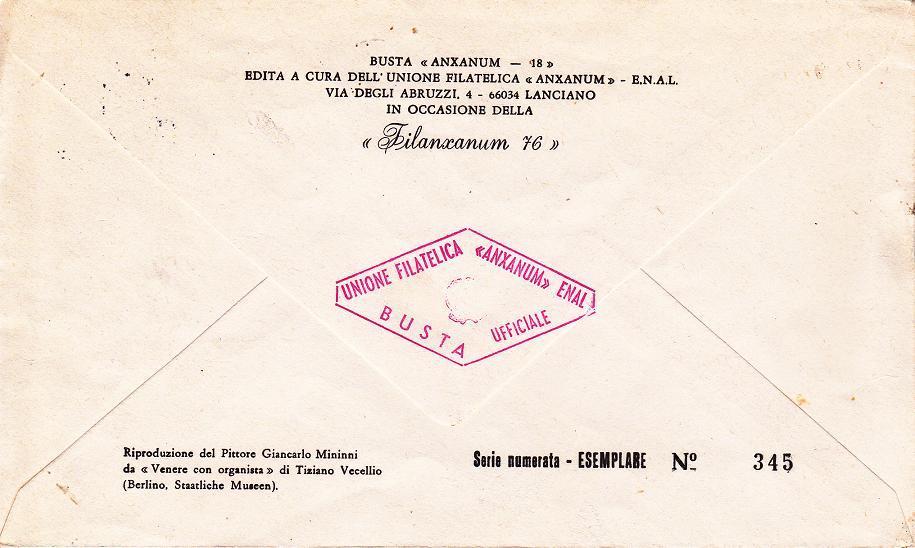 BUSTA « ANXANUM — 18 »
EDITA A CURA DELL' UNIONE FILATELICA « ANXANUM » - E.N.A.L.
VIA DEGLI ABRUZZI, 4 - 66034 LANCIANO
IN OCCASIONE DELLA
« Filanxanum 76 »
UNIONE FILATELICA «ANXANUM» ENAL
BUSTA UFFICIALE
Riproduzione del Pittore Giancarlo Mininni
da « Venere con organista » di Tiziano Vecellio
(Berlino, Staatliche Museen).
Serie numerata - ESEMPLARE Nº 345